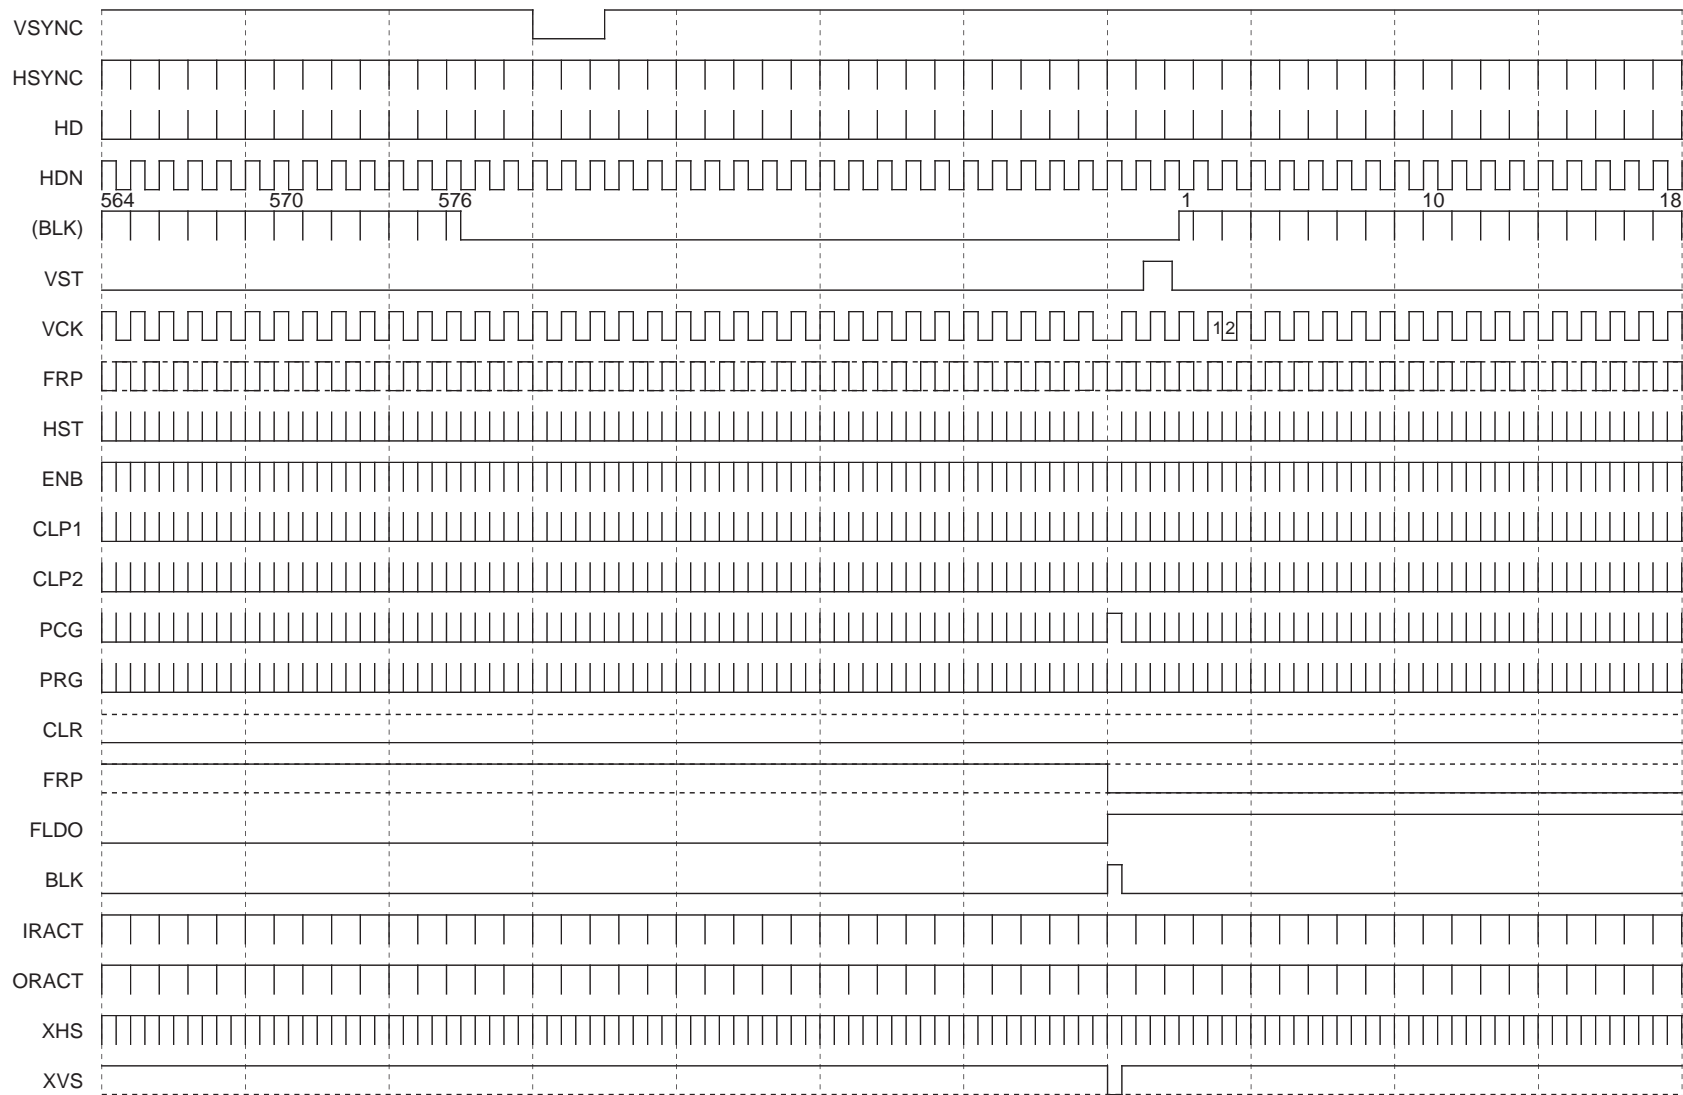 VSYNC
HSYNC
HD
HDN
564 570 576 1 10 18
(BLK)
VST
VCK 1 2
FRP
HST
ENB
CLP1
CLP2
PCG
PRG
CLR
FRP
FLDO
BLK
IRACT
ORACT
XHS
XVS